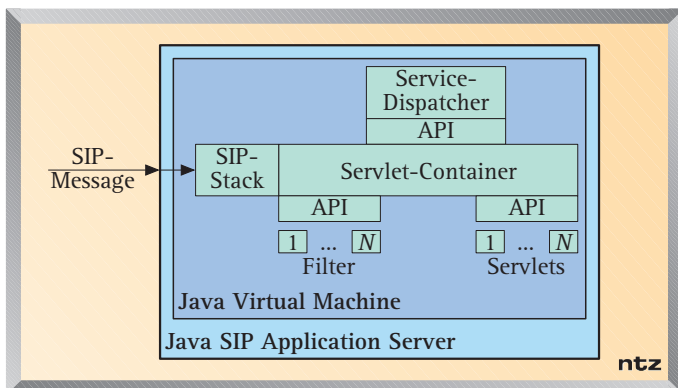 Service-
Dispatcher
API
SIP-
Message
SIP-
Stack
Servlet-Container
API
API
1 ... N
1 ... N
Filter
Servlets
Java Virtual Machine
Java SIP Application Server
ntz